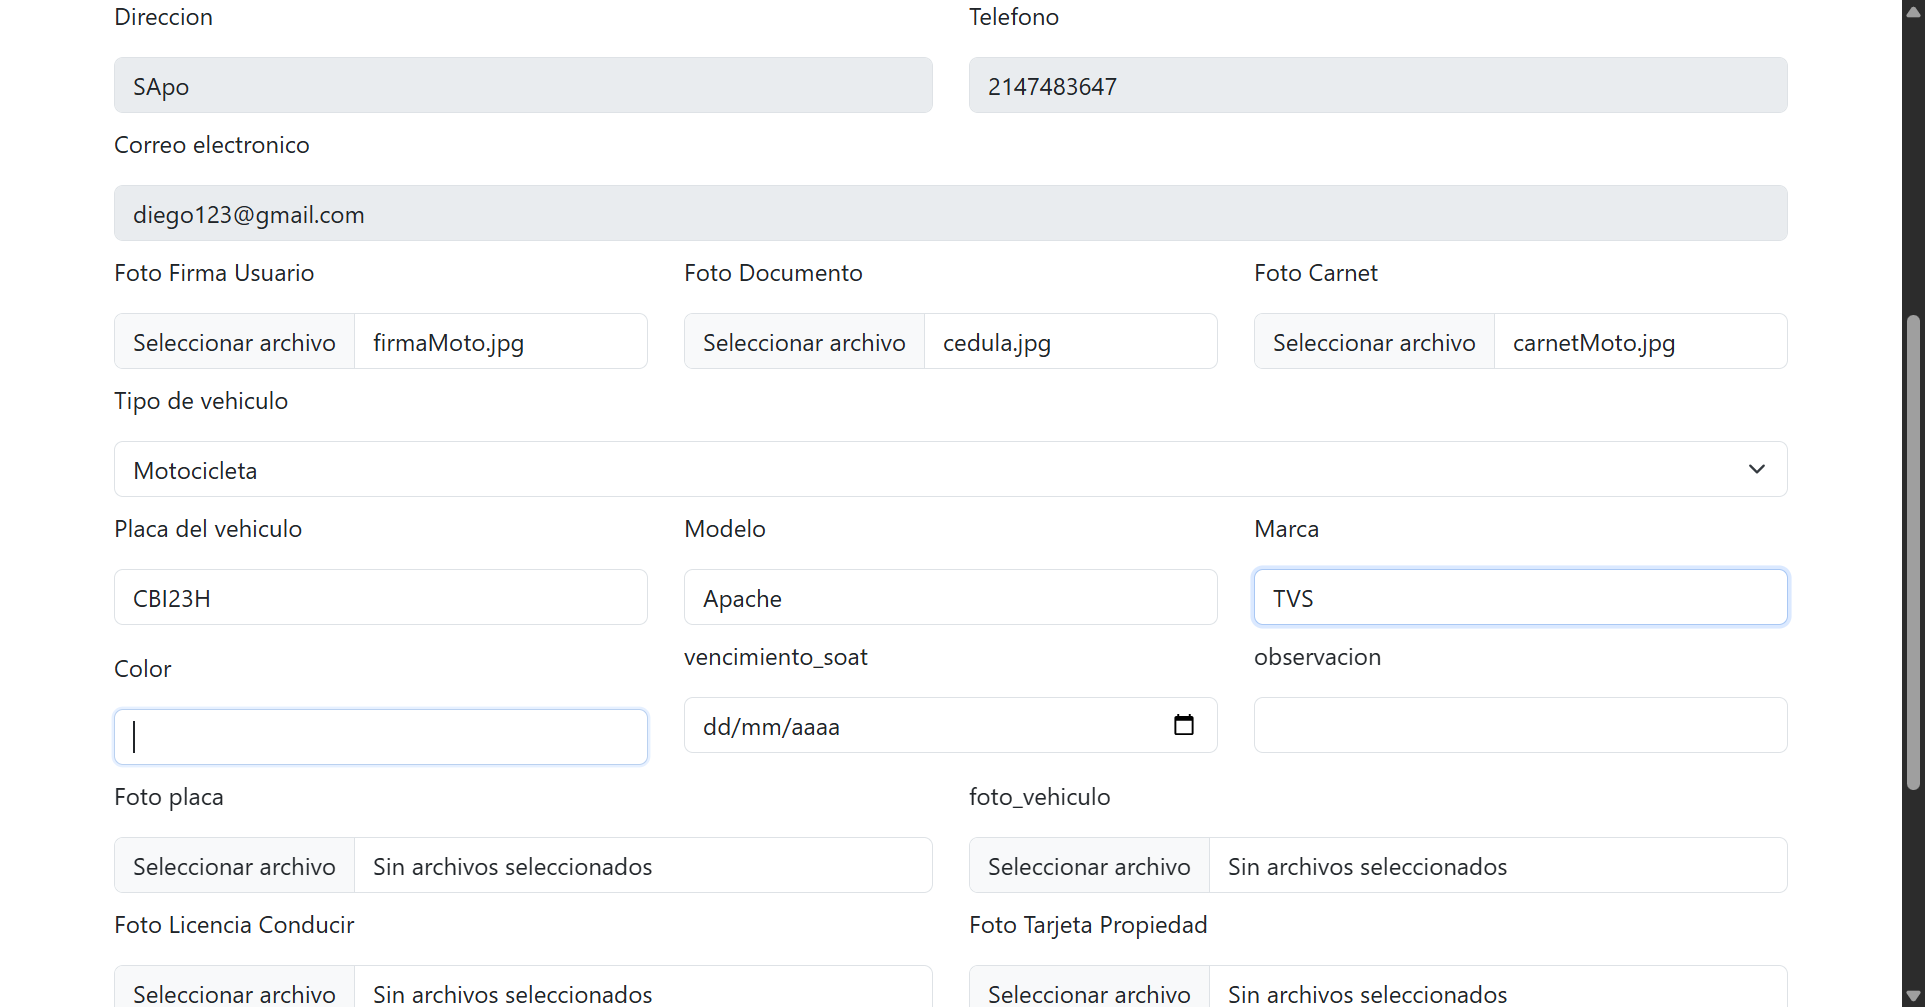 Direccion Telefono
SApo 2147483647
Correo electronico
diego123@gmail.com
Foto Firma Usuario Foto Documento Foto Carnet
Seleccionar archivo firmaMoto.jpg Seleccionar archivo cedula.jpg Seleccionar archivo carnetMoto.jpg
Tipo de vehiculo
Motocicleta
Placa del vehiculo Modelo Marca
CBI23H Apache TVS
Color vencimiento_soat observacion
dd/mm/aaaa
Foto placa foto_vehiculo
Seleccionar archivo Sin archivos seleccionados Seleccionar archivo Sin archivos seleccionados
Foto Licencia Conducir Foto Tarjeta Propiedad
Seleccionar archivo Sin archivos seleccionados Seleccionar archivo Sin archivos seleccionados